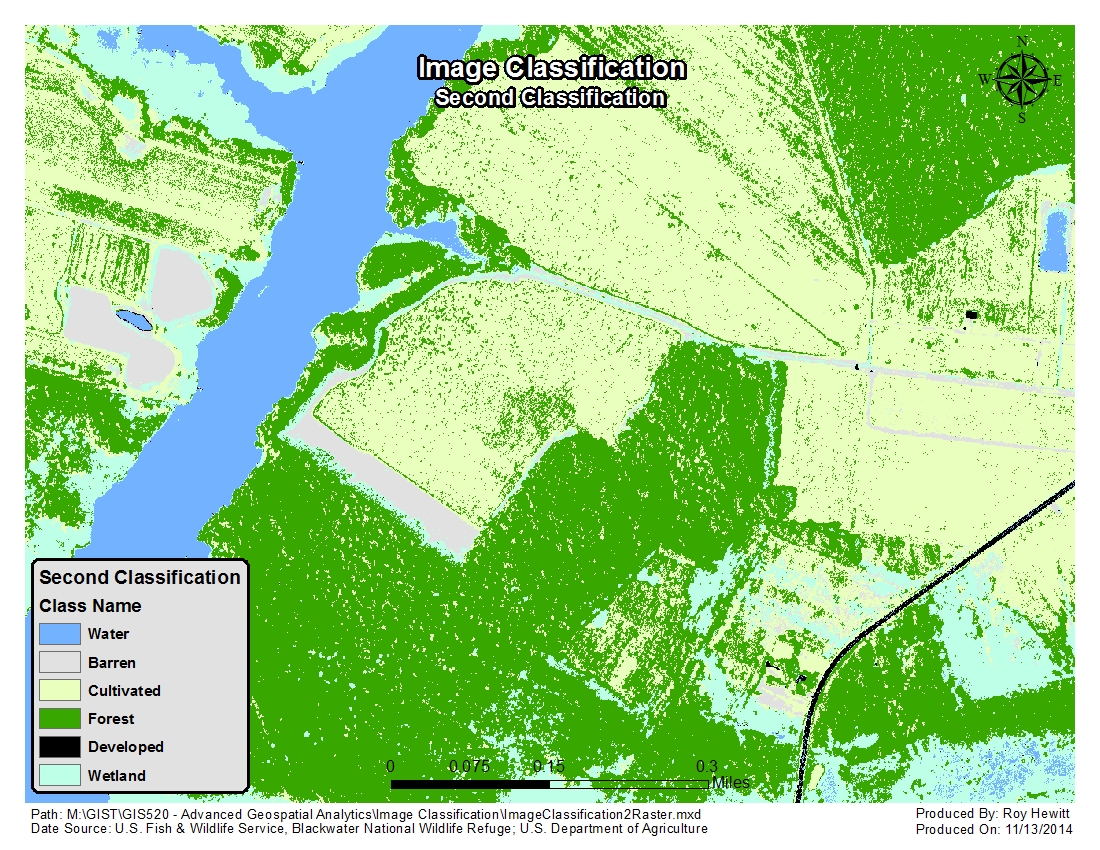 Image Classification
Second Classification
N
W E
S
Second Classification
Class Name
Water
Barren
Cultivated
Forest
Developed
Wetland
0 0.075 0.15 0.3
Miles
Path: M:\GIST\GIS520 - Advanced Geospatial Analytics\Image Classification\ImageClassification2Raster.mxd
Date Source: U.S. Fish & Wildlife Service, Blackwater National Wildlife Refuge; U.S. Department of Agriculture
Produced By: Roy Hewitt
Produced On: 11/13/2014